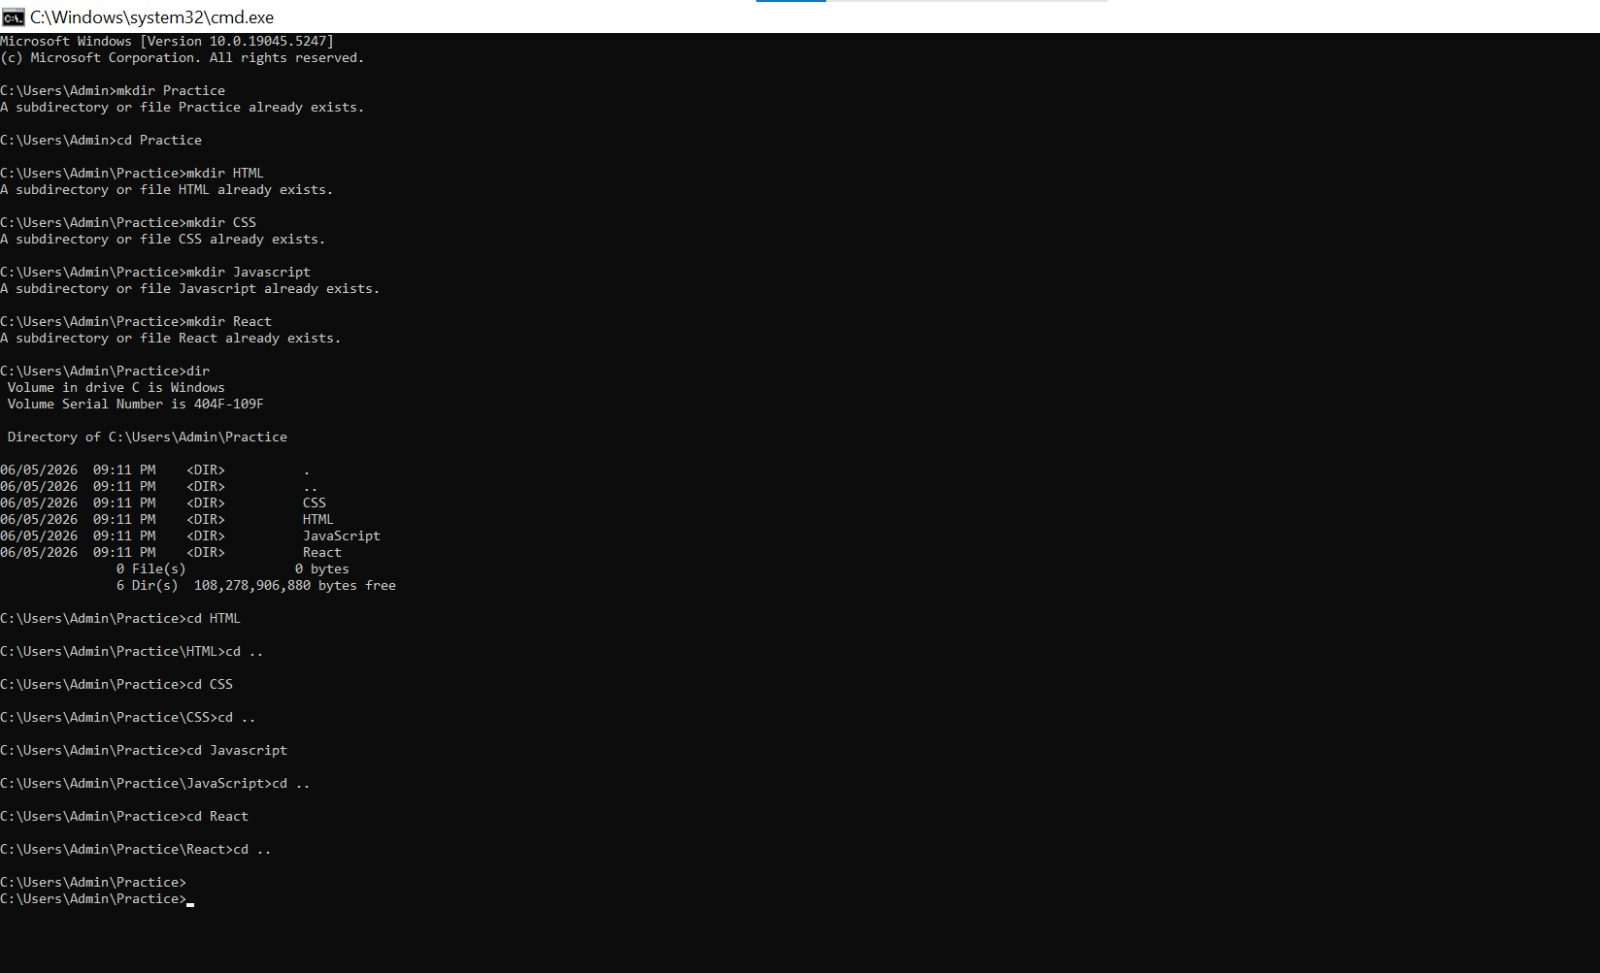 C:\Windows\system32\cmd.exe
Microsoft Windows [Version 10.0.19045.5247]
(c) Microsoft Corporation. All rights reserved.
C:\Users\Admin>mkdir Practice
A subdirectory or file Practice already exists.
C:\Users\Admin>cd Practice
C:\Users\Admin\Practice>mkdir HTML
A subdirectory or file HTML already exists.
C:\Users\Admin\Practice>mkdir CSS
A subdirectory or file CSS already exists.
C:\Users\Admin\Practice>mkdir Javascript
A subdirectory or file Javascript already exists.
C:\Users\Admin\Practice>mkdir React
A subdirectory or file React already exists.
C:\Users\Admin\Practice>dir
 Volume in drive C is Windows
 Volume Serial Number is 404F-109F
 Directory of C:\Users\Admin\Practice
06/05/2026  09:11 PM    <DIR>          .
06/05/2026  09:11 PM    <DIR>          ..
06/05/2026  09:11 PM    <DIR>          CSS
06/05/2026  09:11 PM    <DIR>          HTML
06/05/2026  09:11 PM    <DIR>          JavaScript
06/05/2026  09:11 PM    <DIR>          React
               0 File(s)              0 bytes
               6 Dir(s)  108,278,906,880 bytes free
C:\Users\Admin\Practice>cd HTML
C:\Users\Admin\Practice\HTML>cd ..
C:\Users\Admin\Practice>cd CSS
C:\Users\Admin\Practice\CSS>cd ..
C:\Users\Admin\Practice>cd Javascript
C:\Users\Admin\Practice\JavaScript>cd ..
C:\Users\Admin\Practice>cd React
C:\Users\Admin\Practice\React>cd ..
C:\Users\Admin\Practice>
C:\Users\Admin\Practice>